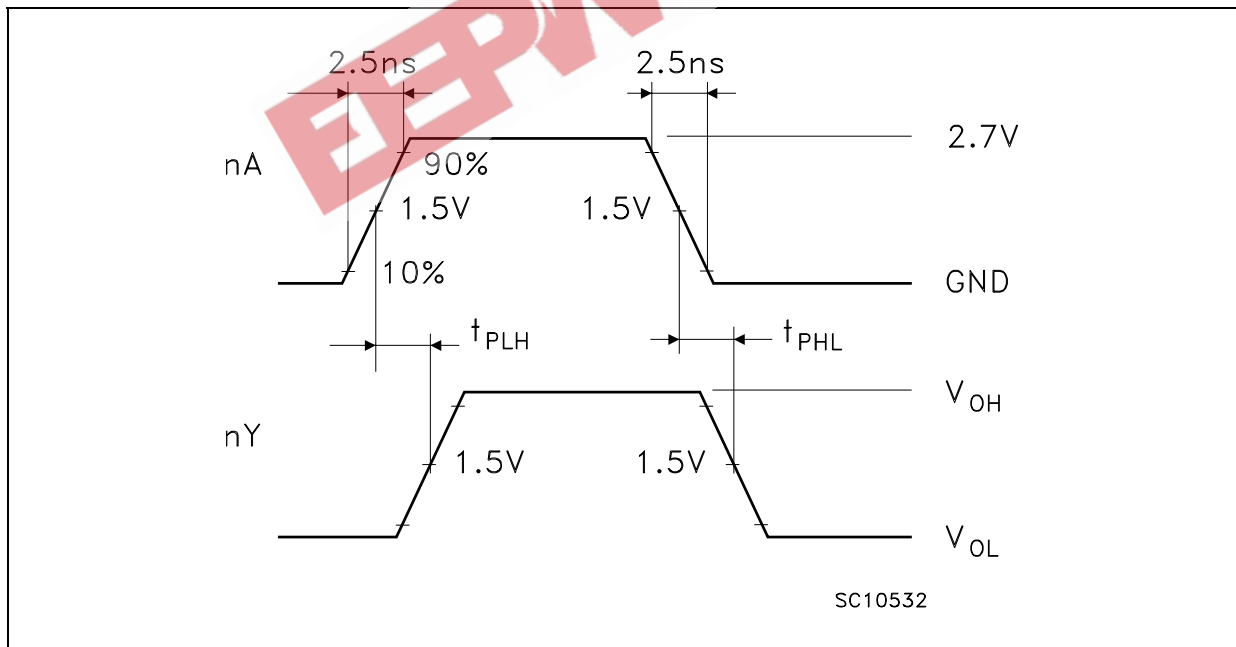 EEPW
2.5ns 2.5ns
2.7V
nA
90%
1.5V 1.5V
10%
GND
tPLH tPHL
VOH
nY
1.5V 1.5V
VOL
SC10532